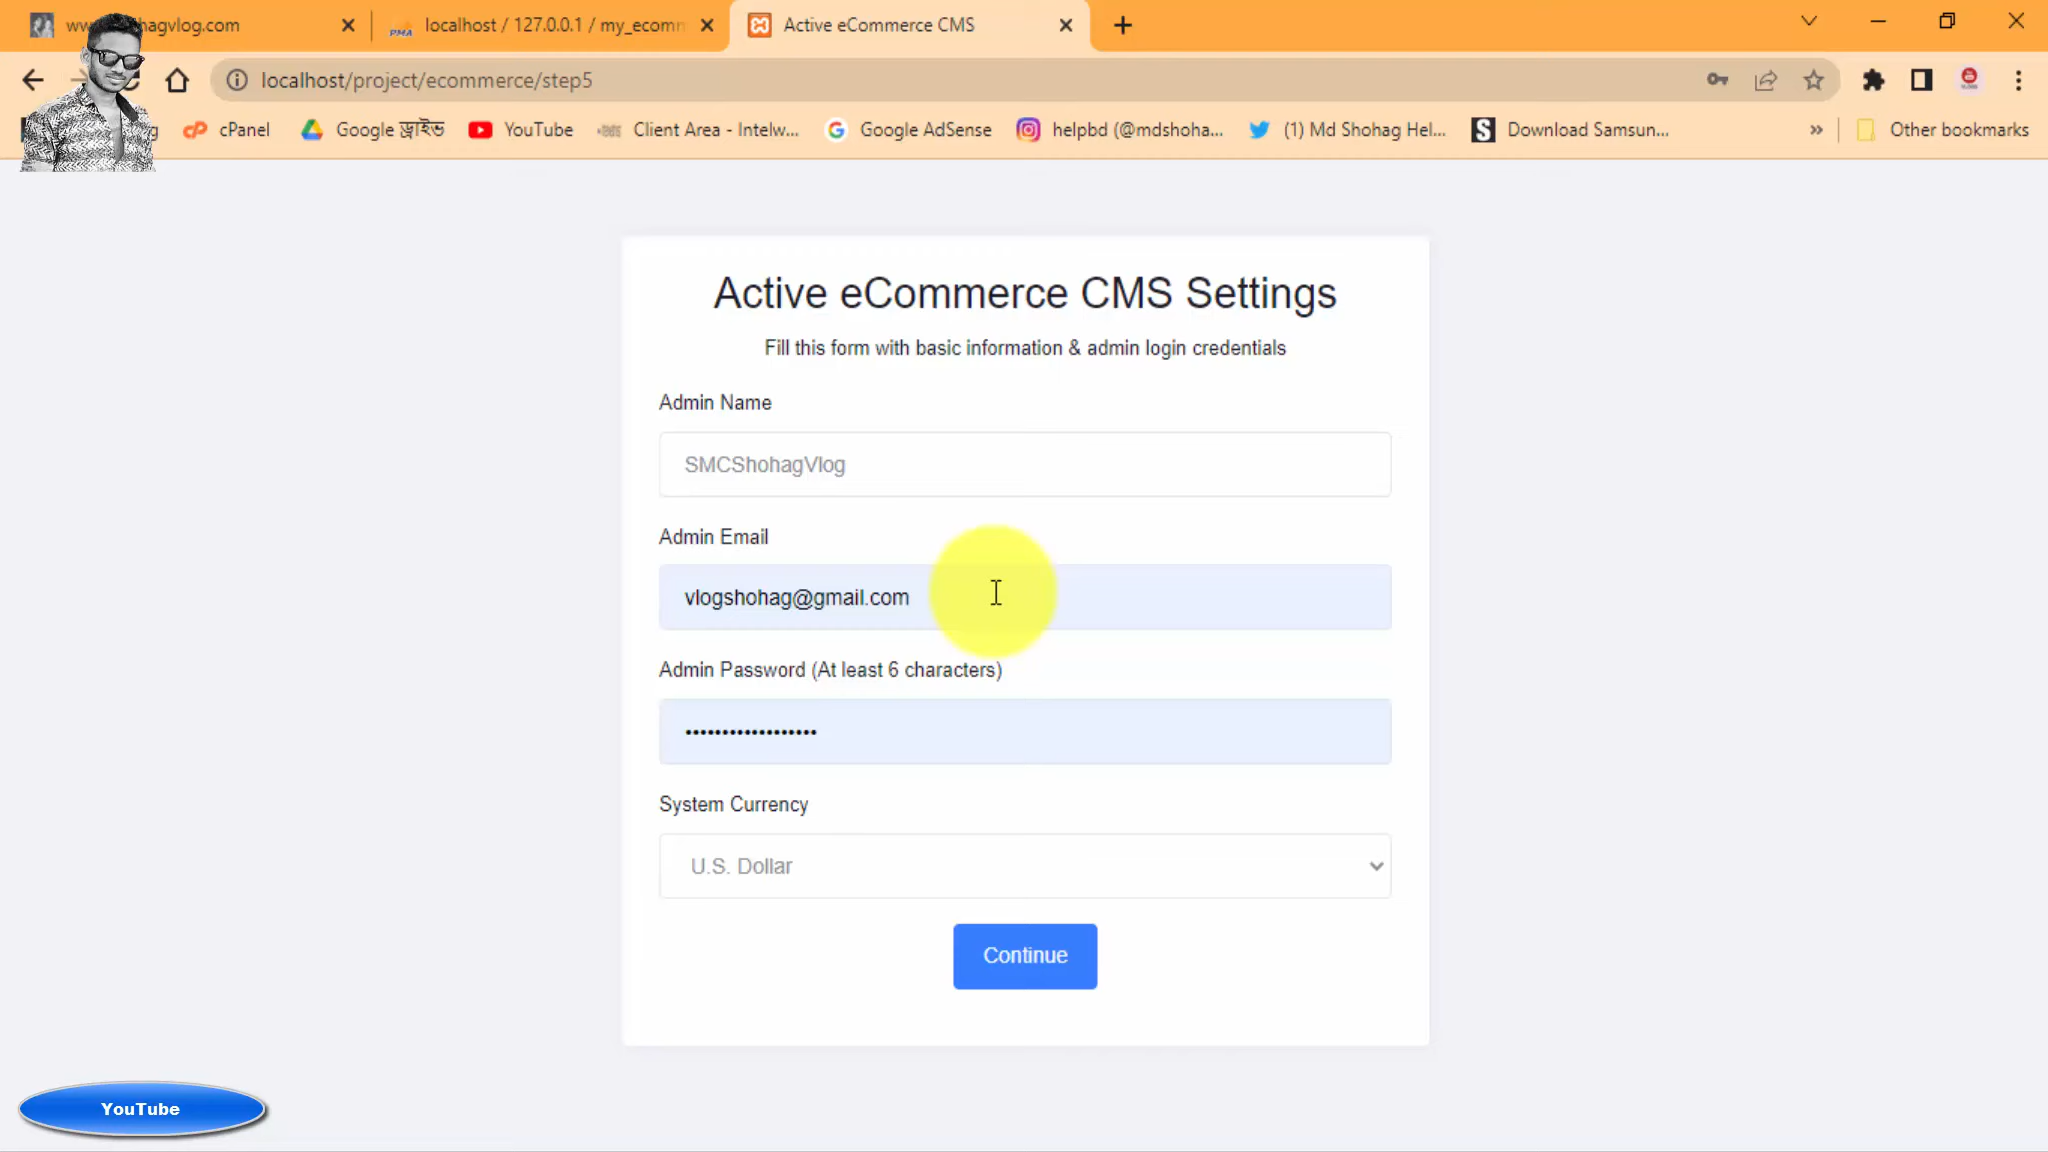 hagvlog.com
localhost / 127.0.0.1 / my_ecomm
Active eCommerce CMS
localhost/project/ecommerce/step5
cPanel
Google ড্রাইভ
YouTube
Client Area - Intelw...
Google AdSense
helpbd (@mdshoha...
(1) Md Shohag Hel...
Download Samsun...
»
Other bookmarks
Active eCommerce CMS Settings
Fill this form with basic information & admin login credentials
Admin Name
SMCShohagVlog
Admin Email
vlogshohag@gmail.com
Admin Password (At least 6 characters)
••••••••••••••••••
System Currency
U.S. Dollar
Continue
YouTube